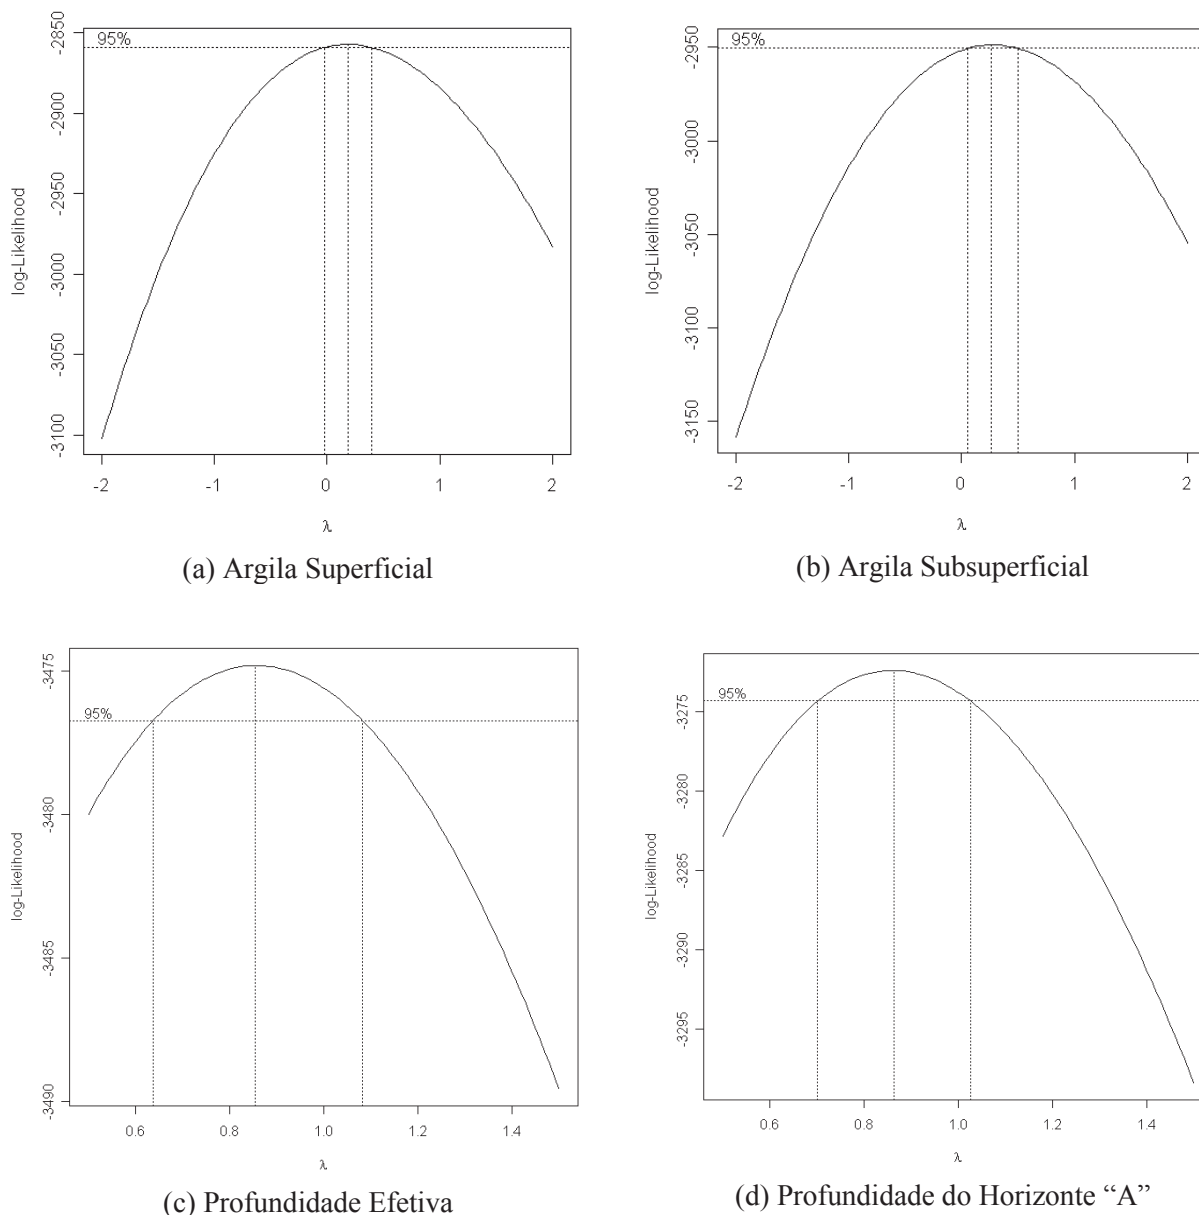 -2850
-2900
-2950
-3000
-3050
-3100
log-Likelihood
95%
-2 -1 0 1 2
λ
(a) Argila Superficial
-2950
-3000
-3050
-3100
-3150
log-Likelihood
95%
-2 -1 0 1 2
λ
(b) Argila Subsuperficial
-3475
-3480
-3485
-3490
log-Likelihood
95%
0.6 0.8 1.0 1.2 1.4
λ
(c) Profundidade Efetiva
-3275
-3280
-3285
-3290
-3295
log-Likelihood
95%
0.6 0.8 1.0 1.2 1.4
λ
(d) Profundidade do Horizonte “A”